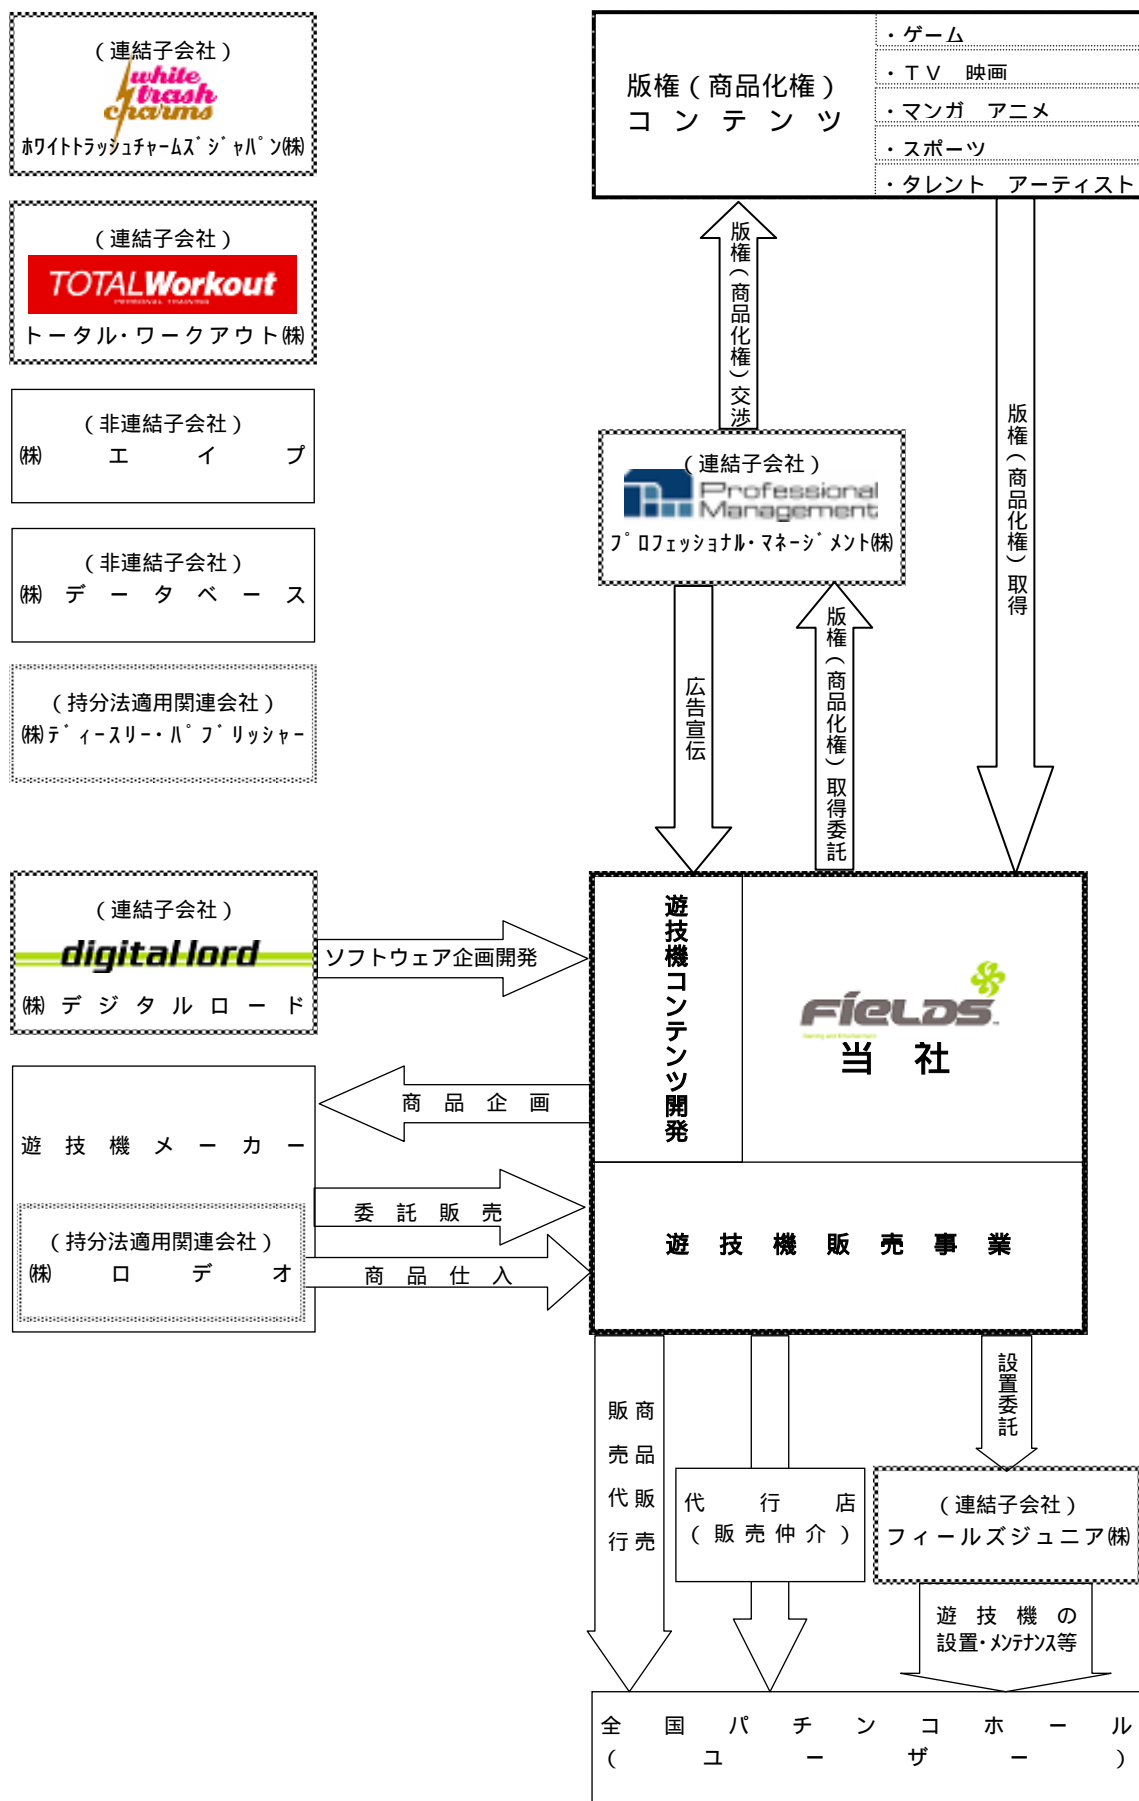 (連結子会社)
white
trash
charms
ホワイトトラッシュチャームズジャパン㈱
(連結子会社)
TOTAL Workout
PERSONAL TRAINING
トータル・ワークアウト㈱
(非連結子会社)
㈱エイプ
(非連結子会社)
㈱データベース
(持分法適用関連会社)
㈱ディースリー・パブリッシャー
版権(商品化権)
コンテンツ
・ゲーム
・TV 映画
・マンガ アニメ
・スポーツ
・タレント アーティスト
版権(商品化権)交渉
版権(商品化権)取得
(連結子会社)
Professional
Management
プロフェッショナル・マネージメント㈱
広告宣伝
版権(商品化権)取得委託
(連結子会社)
digital lord
㈱デジタルロード
ソフトウェア企画開発
遊技機コンテンツ開発
FIELDS
当社
商品企画
遊技機メーカー
委託販売
(持分法適用関連会社)
㈱ロデオ
商品仕入
遊技機販売事業
商品販売
販売代行
設置委託
代行店
(販売仲介)
(連結子会社)
フィールズジュニア㈱
遊技機の
設置・メンテナンス等
全国パチンコホール
(ユーザー)